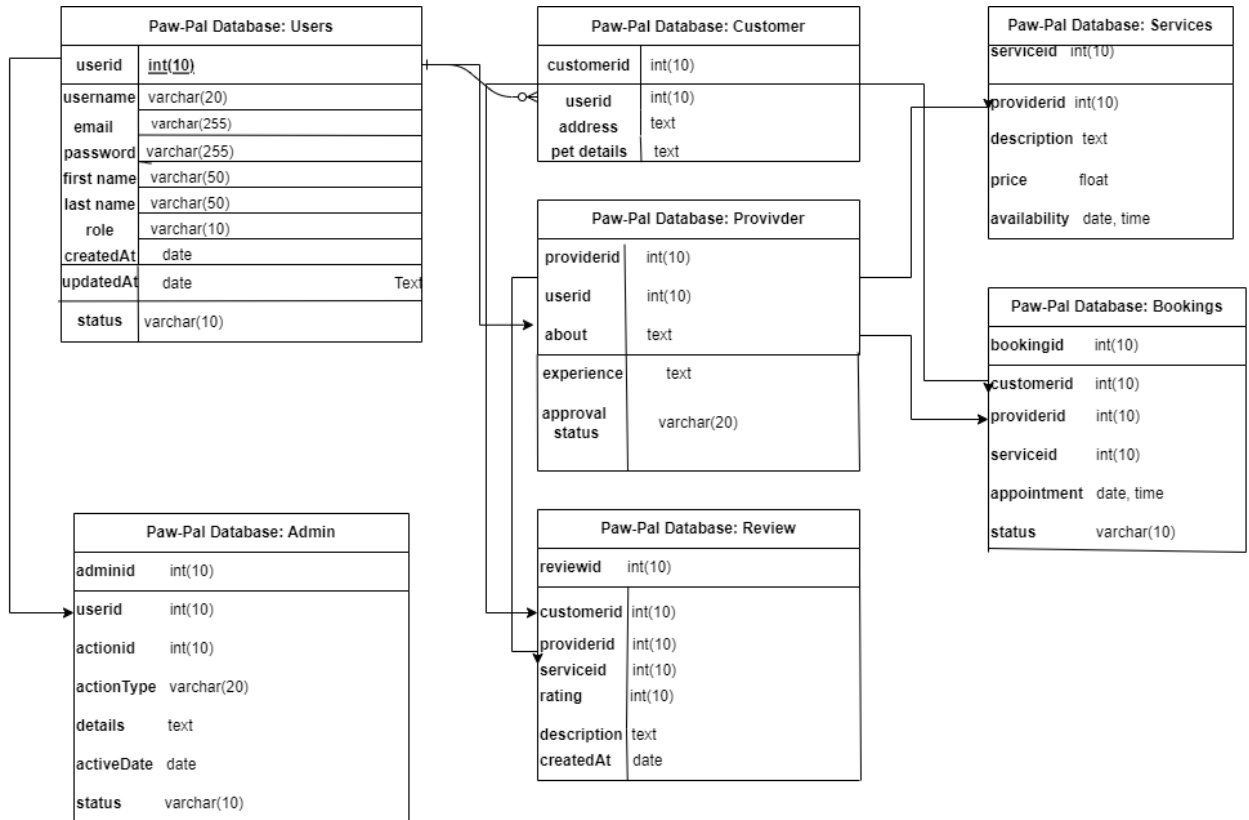 Paw-Pal Database: Users
userid int(10)
username varchar(20)
email varchar(255)
password varchar(255)
first name varchar(50)
last name varchar(50)
role varchar(10)
createdAt date
updatedAt date Text
status varchar(10)
Paw-Pal Database: Customer
customerid int(10)
userid int(10)
address text
pet details text
Paw-Pal Database: Services
serviceid int(10)
providerid int(10)
description text
price float
availability date, time
Paw-Pal Database: Provivder
providerid int(10)
userid int(10)
about text
experience text
approval
status varchar(20)
Paw-Pal Database: Bookings
bookingid int(10)
customerid int(10)
providerid int(10)
serviceid int(10)
appointment date, time
status varchar(10)
Paw-Pal Database: Admin
adminid int(10)
userid int(10)
actionid int(10)
actionType varchar(20)
details text
activeDate date
status varchar(10)
Paw-Pal Database: Review
reviewid int(10)
customerid int(10)
providerid int(10)
serviceid int(10)
rating int(10)
description text
createdAt date